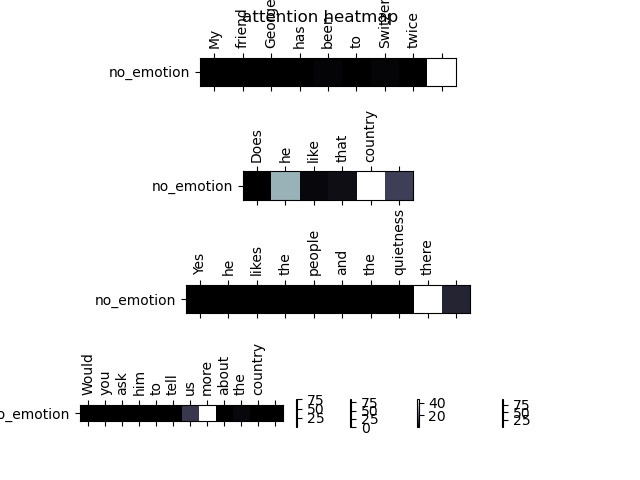 attention heatmap
My friend George has been to twice
no_emotion
Does he like that country
no_emotion
Yes he likes the people and the quietness there
no_emotion
Would you ask him to tell us more about the country
o_emotion
75 50 25
75 50 25 0
40 20
75 50 25